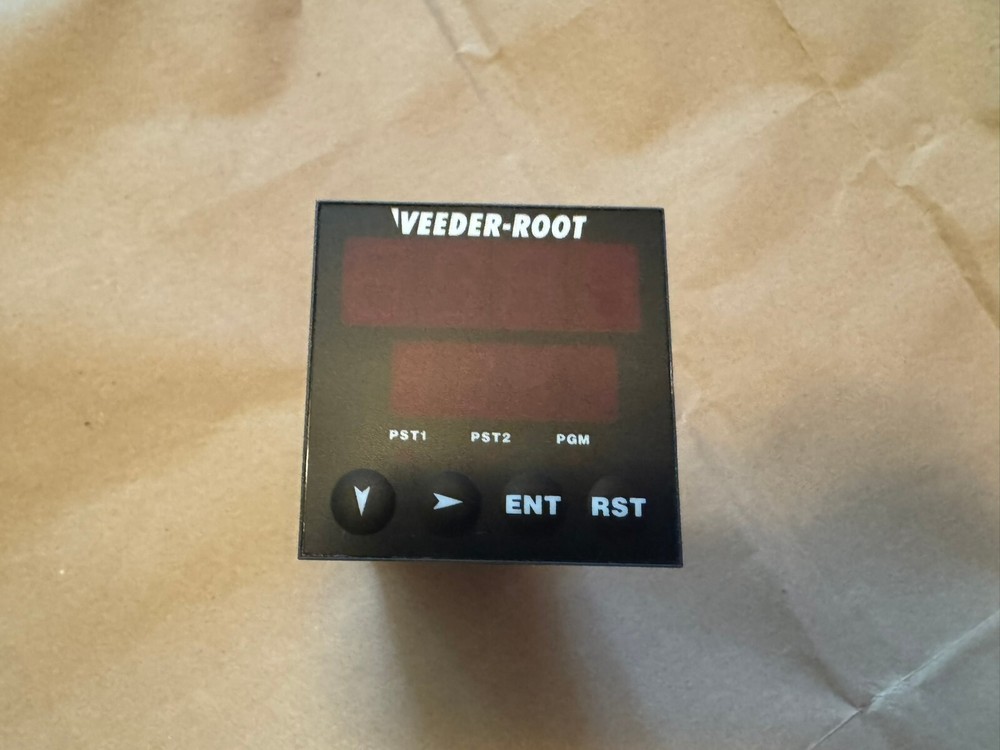 VEEDER-ROOT
PST1 PST2 PGM
ENT RST